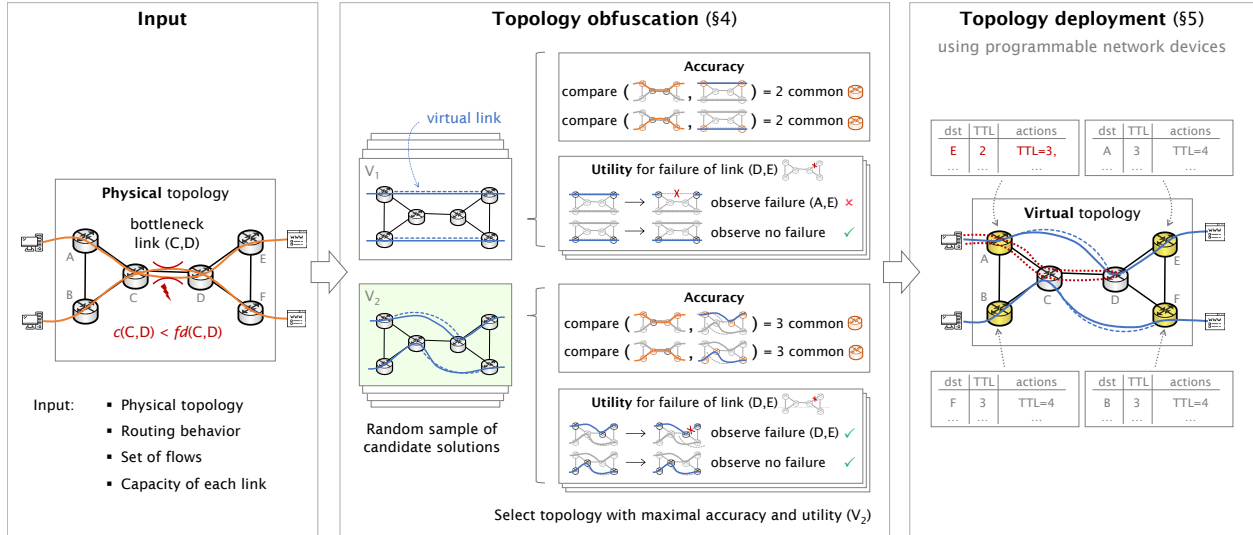 Input
Physical topology
bottleneck
link (C,D)
A
E
C
D
B
F
c(C,D) < fd(C,D)
Input:
▪ Physical topology
▪ Routing behavior
▪ Set of flows
▪ Capacity of each link
Topology obfuscation (§4)
virtual link
V1
V2
Random sample of
candidate solutions
Accuracy
compare ( , ) = 2 common
compare ( , ) = 2 common
Utility for failure of link (D,E)
observe failure (A,E) ×
observe no failure ✓
Accuracy
compare ( , ) = 3 common
compare ( , ) = 3 common
Utility for failure of link (D,E)
observe failure (D,E) ✓
observe no failure ✓
Select topology with maximal accuracy and utility (V2)
Topology deployment (§5)
using programmable network devices
dst TTL actions
E 2 TTL=3,
... ... ...
dst TTL actions
A 3 TTL=4
... ... ...
Virtual topology
A
E
C
D
B
F
dst TTL actions
F 3 TTL=4
... ... ...
dst TTL actions
B 3 TTL=4
... ... ...